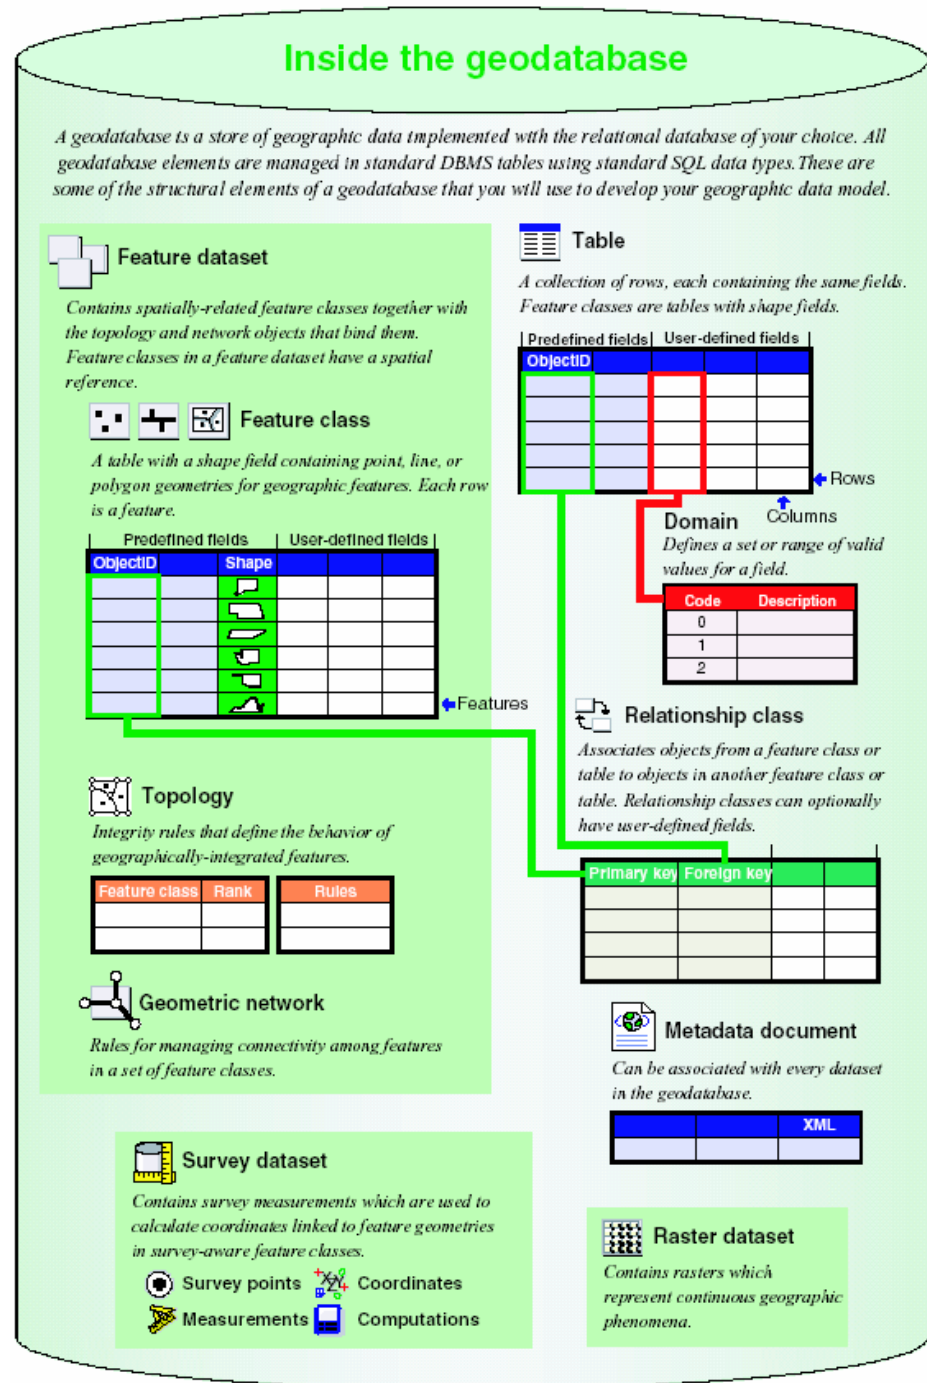 Inside the geodatabase
A geodatabase is a store of geographic data implemented with the relational database of your choice. All
geodatabase elements are managed in standard DBMS tables using standard SQL data types. These are
some of the structural elements of a geodatabase that you will use to develop your geographic data model.
Feature dataset
Contains spatially-related feature classes together with
the topology and network objects that bind them.
Feature classes in a feature dataset have a spatial
reference.
Feature class
A table with a shape field containing point, line, or
polygon geometries for geographic features. Each row
is a feature.
Predefined fields User-defined fields
ObjectID Shape
Features
Topology
Integrity rules that define the behavior of
geographically-integrated features.
Feature class Rank Rules
Geometric network
Rules for managing connectivity among features
in a set of feature classes.
Table
A collection of rows, each containing the same fields.
Feature classes are tables with shape fields.
Predefined fields User-defined fields
ObjectID
Rows
Columns
Domain
Defines a set or range of valid
values for a field.
Code Description
0
1
2
Relationship class
Associates objects from a feature class or
table to objects in another feature class or
table. Relationship classes can optionally
have user-defined fields.
Primary key Foreign key
Metadata document
Can be associated with every dataset
in the geodatabase.
XML
Survey dataset
Contains survey measurements which are used to
calculate coordinates linked to feature geometries
in survey-aware feature classes.
Survey points XYZ Coordinates
Measurements Computations
Raster dataset
Contains rasters which
represent continuous geographic
phenomena.